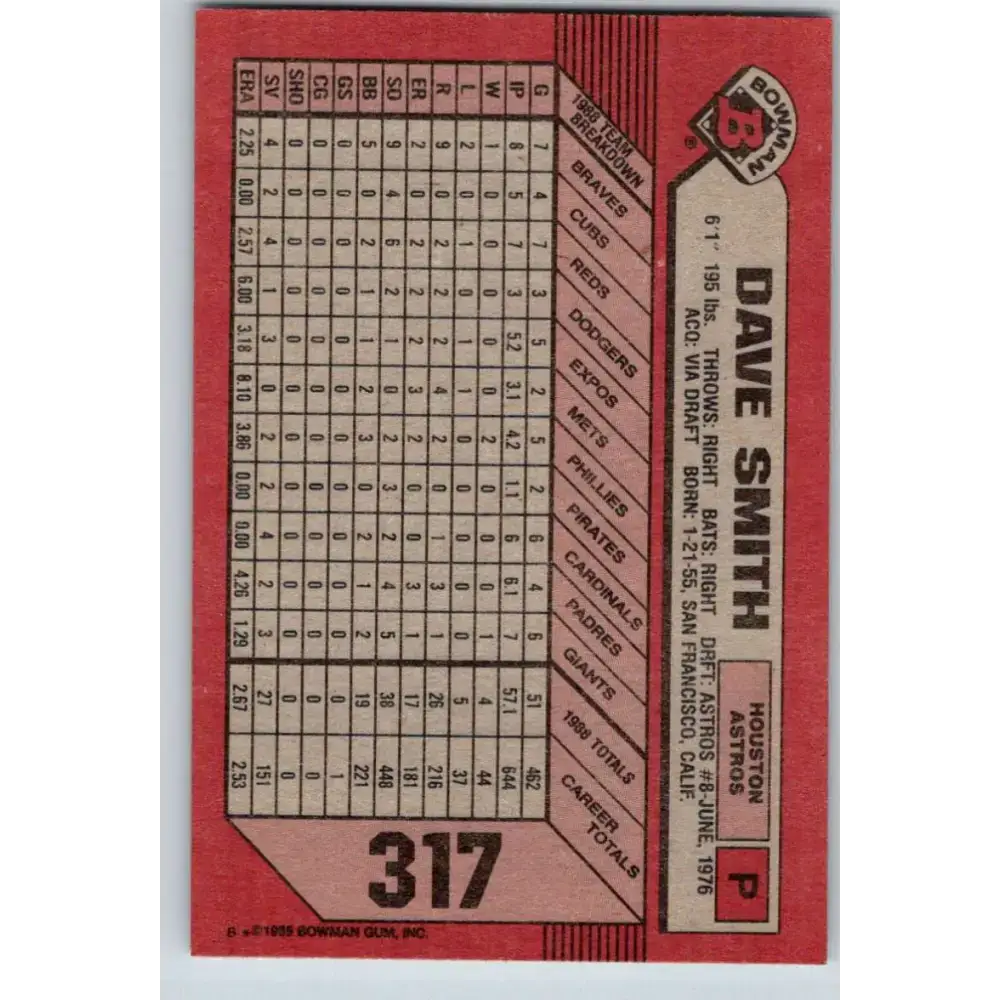 BOWMAN
B
®
DAVE SMITH
HOUSTON
ASTROS
P
6'1" 195 lbs. THROWS: RIGHT BATS: RIGHT DRFT: ASTROS #8-JUNE, 1976
ACQ: VIA DRAFT BORN: 1-21-55, SAN FRANCISCO, CALIF.
1988 TEAM BREAKDOWN BRAVES CUBS REDS DODGERS EXPOS METS PHILLIES PIRATES CARDINALS PADRES GIANTS 1988 TOTALS CAREER TOTALS
G 7 4 7 3 5 2 5 2 6 4 6 51 462
IP 8 5 7 3 5.2 3.1 4.2 1.1 6 6.1 7 57.1 644
W 1 0 0 0 0 0 2 0 0 0 1 4 44
L 2 0 1 0 1 1 0 0 0 0 0 5 37
R 9 0 2 2 2 4 2 0 1 3 1 26 216
ER 2 0 2 2 2 3 2 0 0 3 1 17 181
SO 9 4 6 2 1 0 2 3 2 4 5 38 448
BB 5 0 2 1 1 2 3 0 2 1 2 19 221
GS 0 0 0 0 0 0 0 0 0 0 0 0 1
CG 0 0 0 0 0 0 0 0 0 0 0 0 0
SHO 0 0 0 0 0 0 0 0 0 0 0 0 0
SV 4 2 4 1 3 0 2 2 4 2 3 27 151
ERA 2.25 0.00 2.57 6.00 3.18 8.10 3.86 0.00 0.00 4.26 1.29 2.67 2.53
317
B *©1989 BOWMAN GUM, INC.